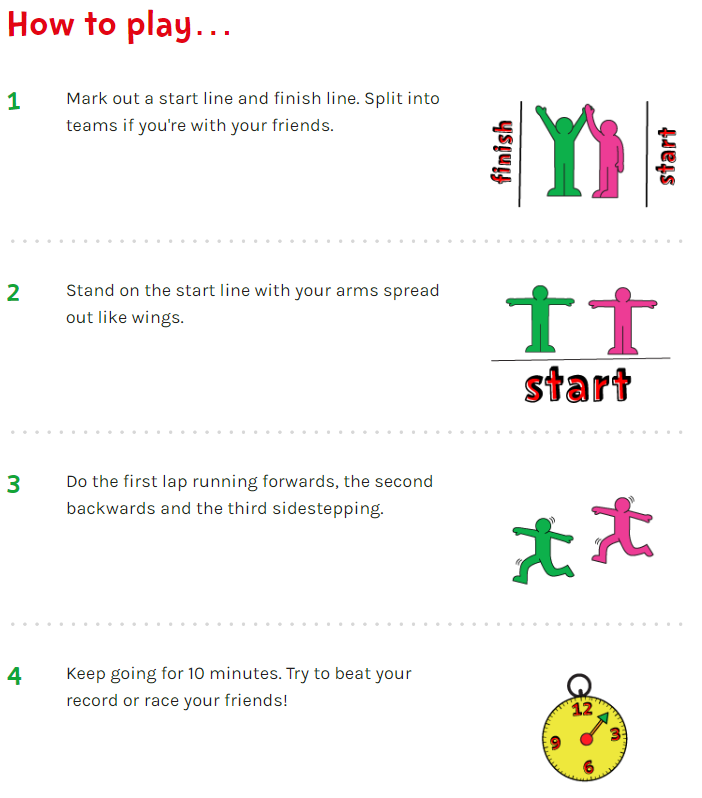 How to play...
1
Mark out a start line and finish line. Split into
teams if you're with your friends.
finish
start
2
Stand on the start line with your arms spread
out like wings.
start
3
Do the first lap running forwards, the second
backwards and the third sidestepping.
4
Keep going for 10 minutes. Try to beat your
record or race your friends!
12
9
3
6